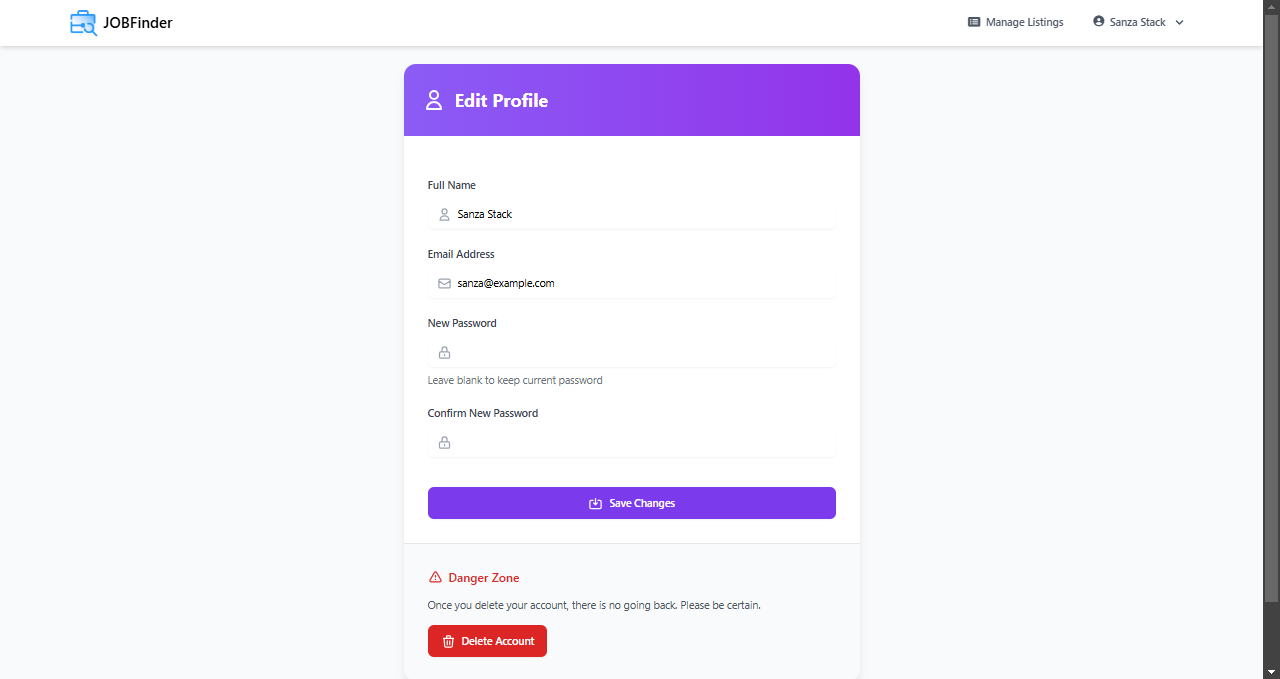 JOBFinder
Manage Listings
Sanza Stack
Edit Profile
Full Name
Sanza Stack
Email Address
sanza@example.com
New Password
Leave blank to keep current password
Confirm New Password
Save Changes
Danger Zone
Once you delete your account, there is no going back. Please be certain.
Delete Account